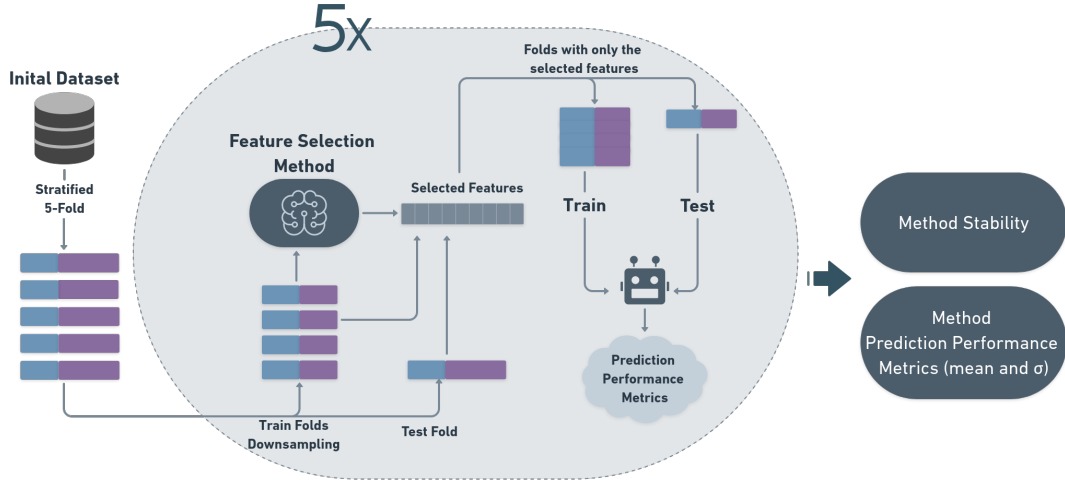 5x
Inital Dataset
Stratified
5-Fold
Feature Selection
Method
Selected Features
Folds with only the
selected features
Train
Test
Prediction
Performance
Metrics
Train Folds
Downsampling
Test Fold
Method Stability
Method
Prediction Performance
Metrics (mean and σ)